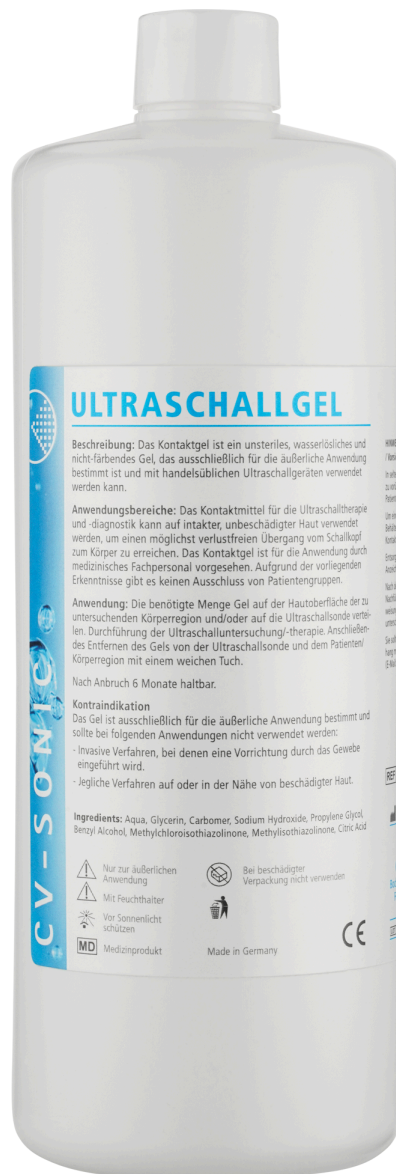 ULTRASCHALLGEL
Beschreibung: Das Kontaktgel ist ein unsteriles, wasserlösliches und
nicht-färbendes Gel, das ausschließlich für die äußerliche Anwendung
bestimmt ist und mit handelsüblichen Ultraschallgeräten verwendet
werden kann.
Anwendungsbereiche: Das Kontaktmittel für die Ultraschalltherapie
und -diagnostik kann auf intakter, unbeschädigter Haut verwendet
werden, um einen möglichst verlustfreien Übergang vom Schallkopf
zum Körper zu erreichen. Das Kontaktgel ist für die Anwendung durch
medizinisches Fachpersonal vorgesehen. Aufgrund der vorliegenden
Erkenntnisse gibt es keinen Ausschluss von Patientengruppen.
Anwendung: Die benötigte Menge Gel auf der Hautoberfläche der zu
untersuchenden Körperregion und/oder auf die Ultraschallsonde vertei-
len. Durchführung der Ultraschalluntersuchung/-therapie. Anschließen-
des Entfernen des Gels von der Ultraschallsonde und dem Patienten/
Körperregion mit einem weichen Tuch.
Nach Anbruch 6 Monate haltbar.
Kontraindikation
Das Gel ist ausschließlich für die äußerliche Anwendung bestimmt und
sollte bei folgenden Anwendungen nicht verwendet werden:
- Invasive Verfahren, bei denen eine Vorrichtung durch das Gewebe
eingeführt wird.
- Jegliche Verfahren auf oder in der Nähe von beschädigter Haut.
Ingredients: Aqua, Glycerin, Carbomer, Sodium Hydroxide, Propylene Glycol,
Benzyl Alcohol, Methylchloroisothiazolinone, Methylisothiazolinone, Citric Acid
Nur zur äußerlichen
Anwendung
Mit Feuchthalter
Vor Sonnenlicht
schützen
MD Medizinprodukt
Bei beschädigter
Verpackung nicht verwenden
Made in Germany
CE
CV-SONIC
REF